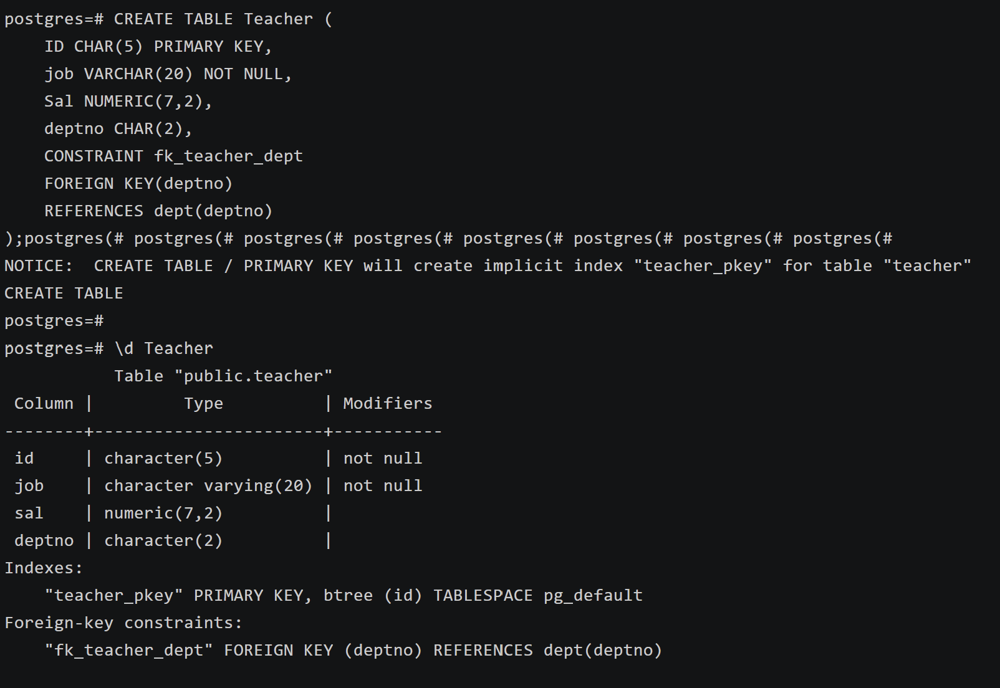 postgres=# CREATE TABLE Teacher (
    ID CHAR(5) PRIMARY KEY,
    job VARCHAR(20) NOT NULL,
    Sal NUMERIC(7,2),
    deptno CHAR(2),
    CONSTRAINT fk_teacher_dept
    FOREIGN KEY(deptno)
    REFERENCES dept(deptno)
);postgres(# postgres(# postgres(# postgres(# postgres(# postgres(# postgres(# postgres(#
NOTICE:  CREATE TABLE / PRIMARY KEY will create implicit index "teacher_pkey" for table "teacher"
CREATE TABLE
postgres=#
postgres=# \d Teacher
           Table "public.teacher"
 Column |         Type          | Modifiers
--------+-----------------------+-----------
 id     | character(5)          | not null
 job    | character varying(20) | not null
 sal    | numeric(7,2)          |
 deptno | character(2)          |
Indexes:
    "teacher_pkey" PRIMARY KEY, btree (id) TABLESPACE pg_default
Foreign-key constraints:
    "fk_teacher_dept" FOREIGN KEY (deptno) REFERENCES dept(deptno)